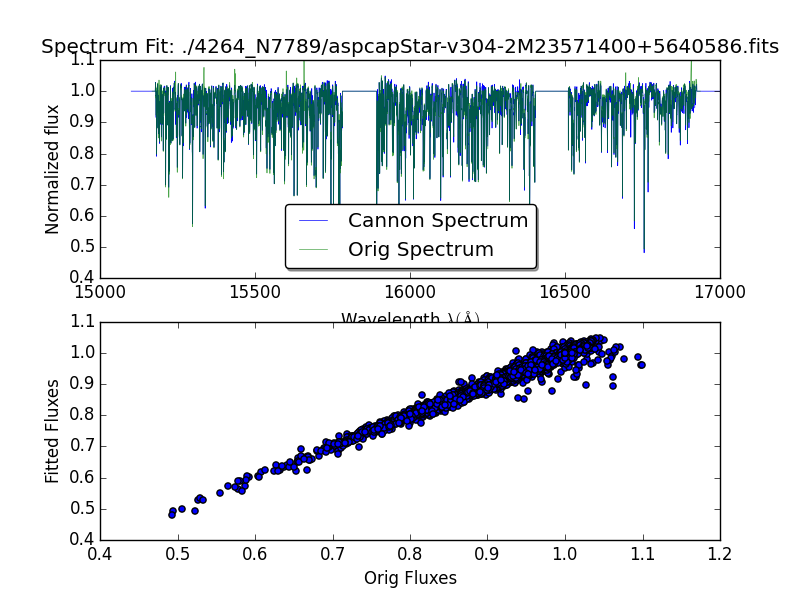 Spectrum Fit: ./4264_N7789/aspcapStar-v304-2M23571400+5640586.fits
1.1
1.0
0.9
0.8
0.7
0.6
0.5
0.4
Normalized flux
Cannon Spectrum
Orig Spectrum
15000 15500 16000 16500 17000
Wavelength λ(Å)
1.1
1.0
0.9
0.8
0.7
0.6
0.5
0.4
Fitted Fluxes
0.4 0.5 0.6 0.7 0.8 0.9 1.0 1.1 1.2
Orig Fluxes